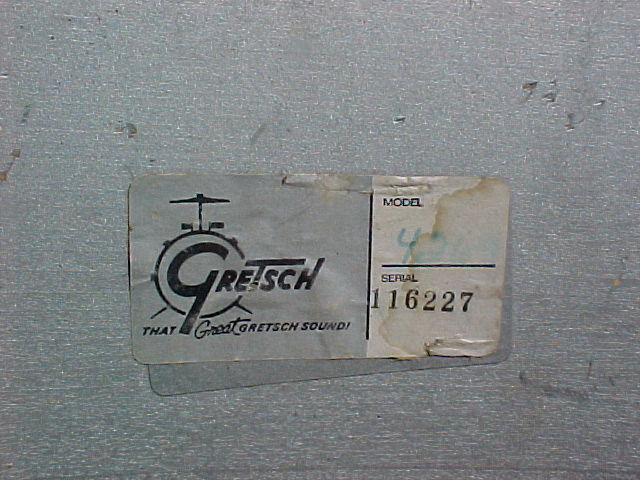 GRETSCH
THAT Great GRETSCH SOUND!
MODEL
SERIAL
116227